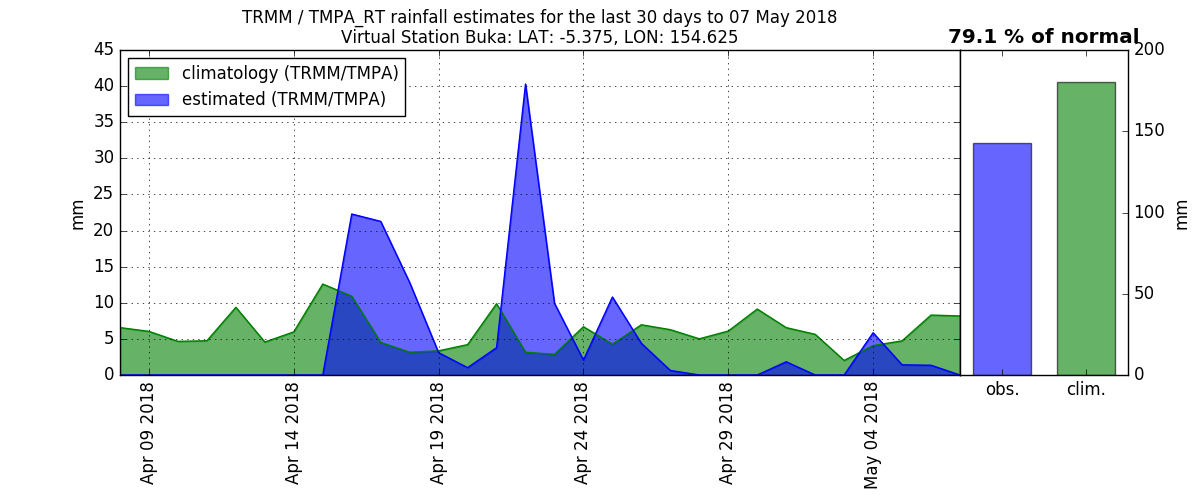 TRMM / TMPA_RT rainfall estimates for the last 30 days to 07 May 2018
Virtual Station Buka: LAT: -5.375, LON: 154.625
79.1 % of normal
climatology (TRMM/TMPA)
estimated (TRMM/TMPA)
45
40
35
30
25
20
15
10
5
0
mm
Apr 09 2018
Apr 14 2018
Apr 19 2018
Apr 24 2018
Apr 29 2018
May 04 2018
200
150
100
50
0
mm
obs.
clim.